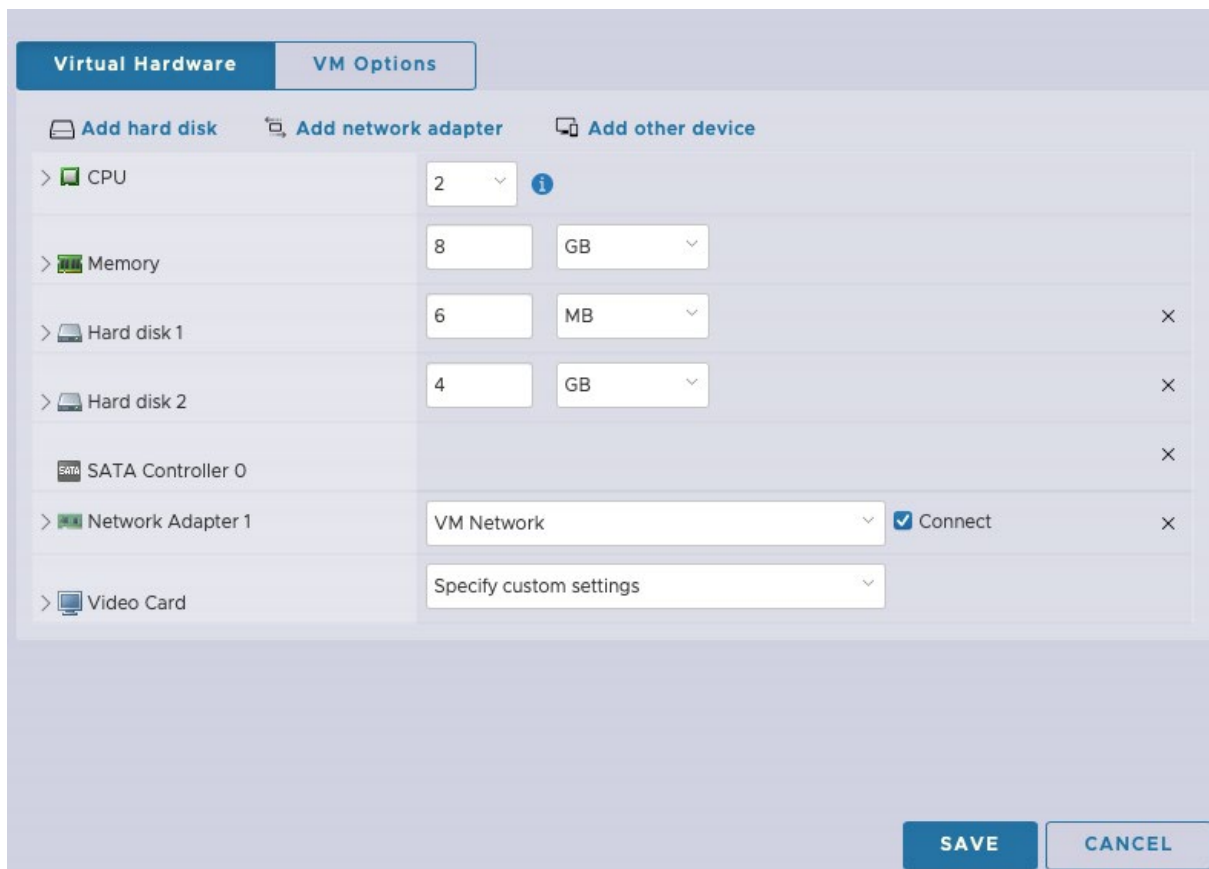 Virtual Hardware VM Options
Add hard disk Add network adapter Add other device
CPU 2
Memory 8 GB
Hard disk 1 6 MB
Hard disk 2 4 GB
SATA SATA Controller 0
Network Adapter 1 VM Network Connect
Video Card Specify custom settings
SAVE CANCEL